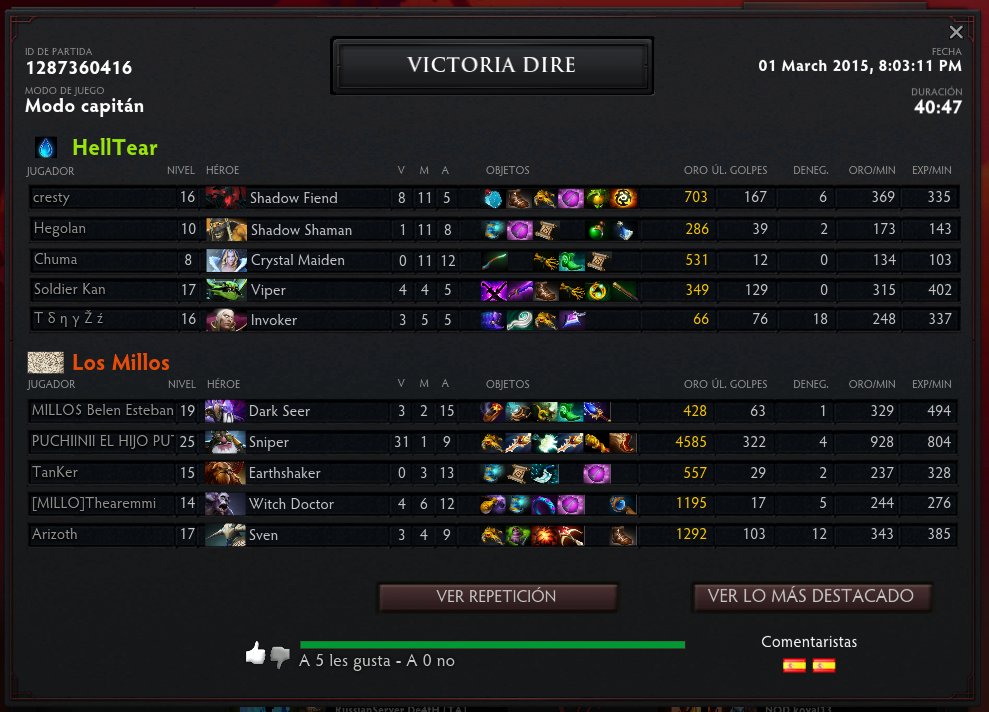 ID DE PARTIDA
1287360416
MODO DE JUEGO
Modo capitán
VICTORIA DIRE
FECHA
01 March 2015, 8:03:11 PM
DURACIÓN
40:47
HellTear
JUGADOR NIVEL HÉROE V M A OBJETOS ORO ÚL. GOLPES DENEG. ORO/MIN EXP/MIN
cresty 16 Shadow Fiend 8 11 5 703 167 6 369 335
Hegolan 10 Shadow Shaman 1 11 8 286 39 2 173 143
Chuma 8 Crystal Maiden 0 11 12 531 12 0 134 103
Soldier Kan 17 Viper 4 4 5 349 129 0 315 402
T δ η γ Ž ź 16 Invoker 3 5 5 66 76 18 248 337
Los Millos
JUGADOR NIVEL HÉROE V M A OBJETOS ORO ÚL. GOLPES DENEG. ORO/MIN EXP/MIN
MILLOS Belen Esteban 19 Dark Seer 3 2 15 428 63 1 329 494
PUCHIINII EL HIJO PUT 25 Sniper 31 1 9 4585 322 4 928 804
TanKer 15 Earthshaker 0 3 13 557 29 2 237 328
[MILLO]Thearemmi 14 Witch Doctor 4 6 12 1195 17 5 244 276
Arizoth 17 Sven 3 4 9 1292 103 12 343 385
VER REPETICIÓN
VER LO MÁS DESTACADO
A 5 les gusta - A 0 no
Comentaristas